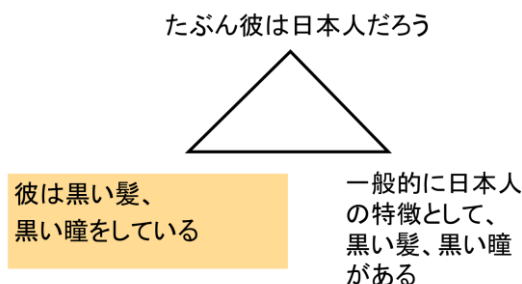 たぶん彼は日本人だろう
彼は黒い髪、
黒い瞳をしている
一般的に日本人
の特徴として、
黒い髪、黒い瞳
がある